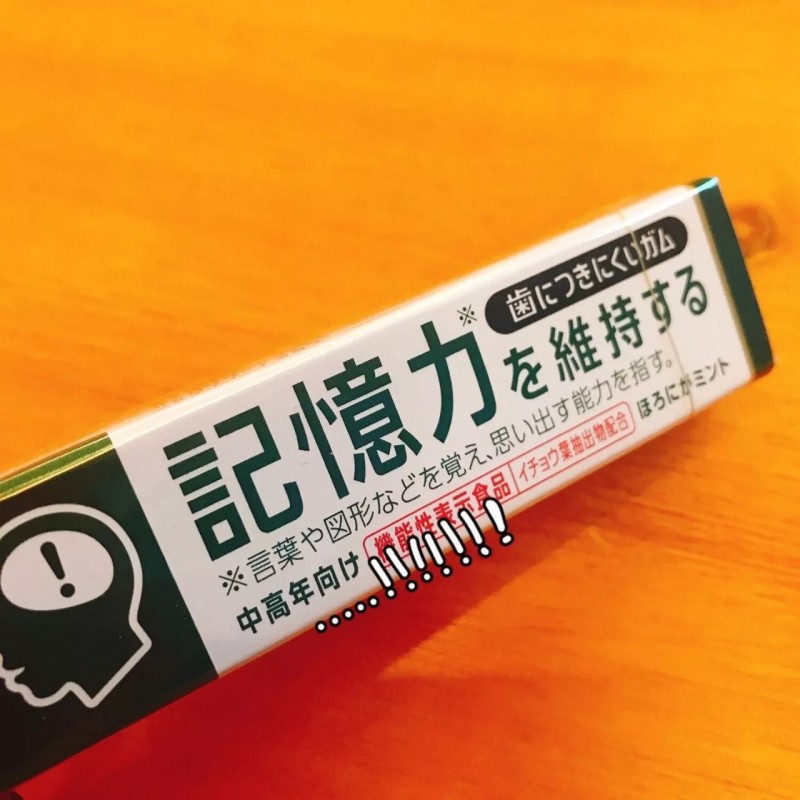 歯につきにくいガム
記憶力※を維持する
※言葉や図形などを覚え、思い出す能力を指す。
中高年向け 機能性表示食品 イチョウ葉抽出物配合 ほろにがミント
.....!!!!!!!